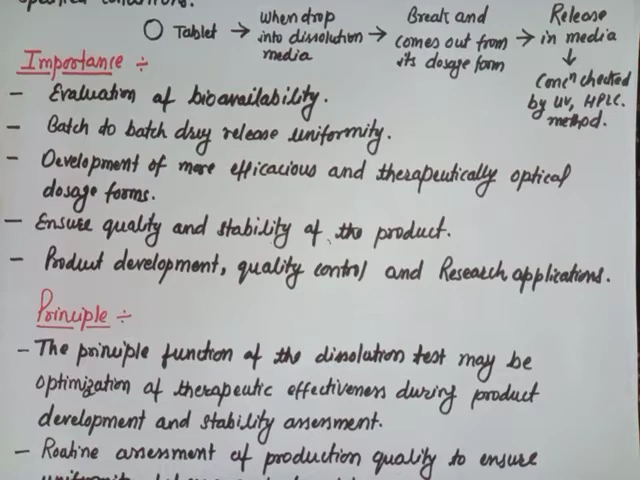 Tablet → When drop into dissolution media → Break and comes out from its dosage form → Release in media
↓
Concⁿ checked by UV, HPLC. method.
Importance ÷
- Evaluation of bioavailability.
- Batch to batch drug release uniformity.
- Development of more efficacious and therapeutically optical
dosage forms.
- Ensure quality and stability of the product.
- Product development, quality control and Research applications.
Principle ÷
- The principle function of the dissolution test may be
optimization of therapeutic effectiveness during product
development and stability assessment.
- Routine assessment of production quality to ensure